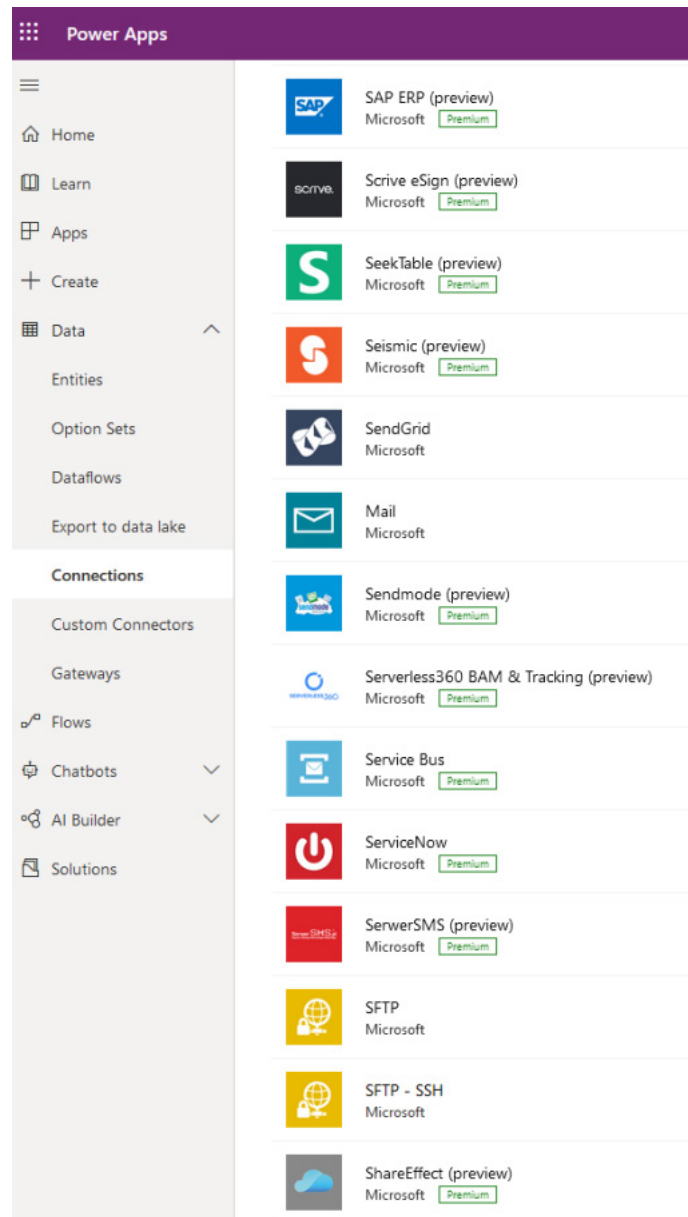 Power Apps
Home
Learn
Apps
Create
Data
Entities
Option Sets
Dataflows
Export to data lake
Connections
Custom Connectors
Gateways
Flows
Chatbots
AI Builder
Solutions
SAP
SAP ERP (preview)
Microsoft Premium
scrive.
Scrive eSign (preview)
Microsoft Premium
S
SeekTable (preview)
Microsoft Premium
Seismic (preview)
Microsoft Premium
SendGrid
Microsoft
Mail
Microsoft
sendmode
Sendmode (preview)
Microsoft Premium
SERVERLESS360
Serverless360 BAM & Tracking (preview)
Microsoft Premium
Service Bus
Microsoft Premium
ServiceNow
Microsoft Premium
Serwer SMS
SerwerSMS (preview)
Microsoft Premium
SFTP
Microsoft
SFTP - SSH
Microsoft
ShareEffect (preview)
Microsoft Premium